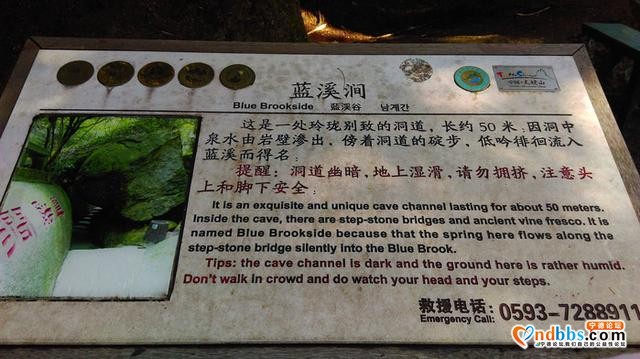 蓝溪涧
Blue Brookside 蓝溪谷 남계간
这是一处玲珑别致的洞道,长约50米.因洞中
泉水由岩壁渗出,傍着洞道的碇步,低吟徘徊流入
蓝溪而得名.
提醒:洞道幽暗,地上湿滑,请勿拥挤,注意头
上和脚下安全.
It is an exquisite and unique cave channel lasting for about 50 meters.
Inside the cave, there are step-stone bridges and ancient vine fresco. It is
named Blue Brookside because that the spring here flows along the
step-stone bridge silently into the Blue Brook.
Tips: the cave channel is dark and the ground here is rather humid.
Don't walk in crowd and do watch your head and your steps.
救援电话:
Emergency Call:
0593-7288911
宁德论坛
ndbbs.com